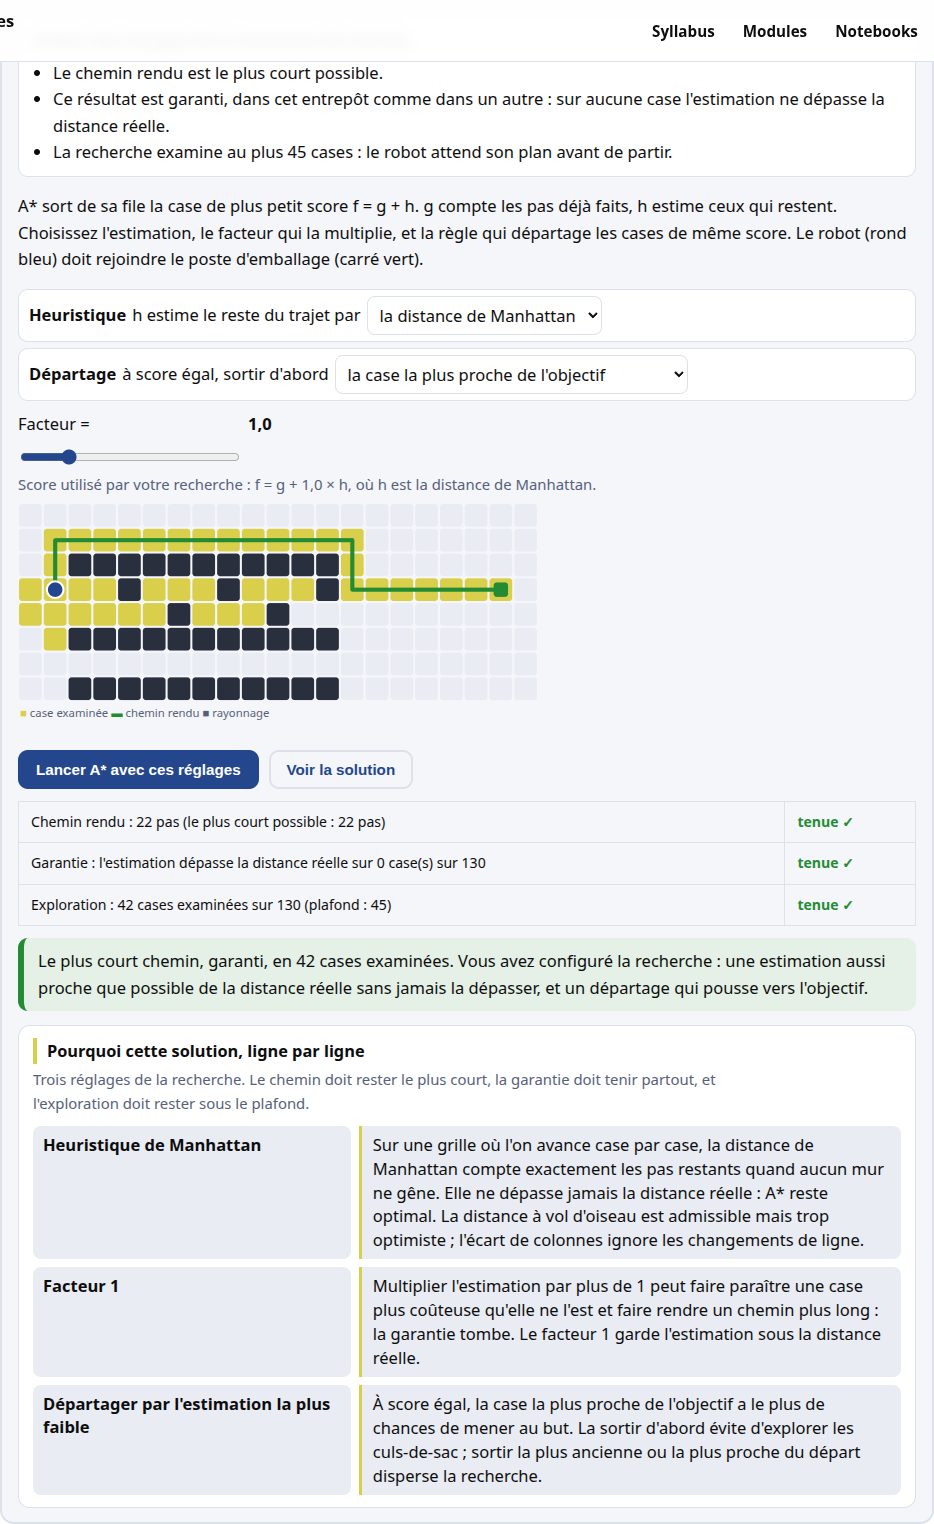 es
Syllabus Modules Notebooks
Le chemin rendu est le plus court possible.
Ce résultat est garanti, dans cet entrepôt comme dans un autre : sur aucune case l'estimation ne dépasse la
distance réelle.
La recherche examine au plus 45 cases : le robot attend son plan avant de partir.
A* sort de sa file la case de plus petit score f = g + h. g compte les pas déjà faits, h estime ceux qui restent.
Choisissez l'estimation, le facteur qui la multiplie, et la règle qui départage les cases de même score. Le robot (rond
bleu) doit rejoindre le poste d'emballage (carré vert).
Heuristique h estime le reste du trajet par la distance de Manhattan
Départage à score égal, sortir d'abord la case la plus proche de l'objectif
Facteur = 1,0
Score utilisé par votre recherche : f = g + 1,0 × h, où h est la distance de Manhattan.
case examinée chemin rendu rayonnage
Lancer A* avec ces réglages Voir la solution
Chemin rendu : 22 pas (le plus court possible : 22 pas) tenue ✓
Garantie : l'estimation dépasse la distance réelle sur 0 case(s) sur 130 tenue ✓
Exploration : 42 cases examinées sur 130 (plafond : 45) tenue ✓
Le plus court chemin, garanti, en 42 cases examinées. Vous avez configuré la recherche : une estimation aussi
proche que possible de la distance réelle sans jamais la dépasser, et un départage qui pousse vers l'objectif.
Pourquoi cette solution, ligne par ligne
Trois réglages de la recherche. Le chemin doit rester le plus court, la garantie doit tenir partout, et
l'exploration doit rester sous le plafond.
Heuristique de Manhattan
Sur une grille où l'on avance case par case, la distance de
Manhattan compte exactement les pas restants quand aucun mur
ne gêne. Elle ne dépasse jamais la distance réelle : A* reste
optimal. La distance à vol d'oiseau est admissible mais trop
optimiste ; l'écart de colonnes ignore les changements de ligne.
Facteur 1
Multiplier l'estimation par plus de 1 peut faire paraître une case
plus coûteuse qu'elle ne l'est et faire rendre un chemin plus long :
la garantie tombe. Le facteur 1 garde l'estimation sous la distance
réelle.
Départager par l'estimation la plus
faible
À score égal, la case la plus proche de l'objectif a le plus de
chances de mener au but. La sortir d'abord évite d'explorer les
culs-de-sac ; sortir la plus ancienne ou la plus proche du départ
disperse la recherche.